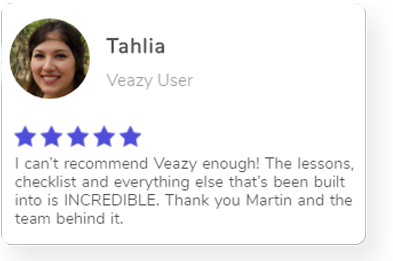 Tahlia
Veazy User
I can't recommend Veazy enough! The lessons,
checklist and everything else that's been built
into is INCREDIBLE. Thank you Martin and the
team behind it.